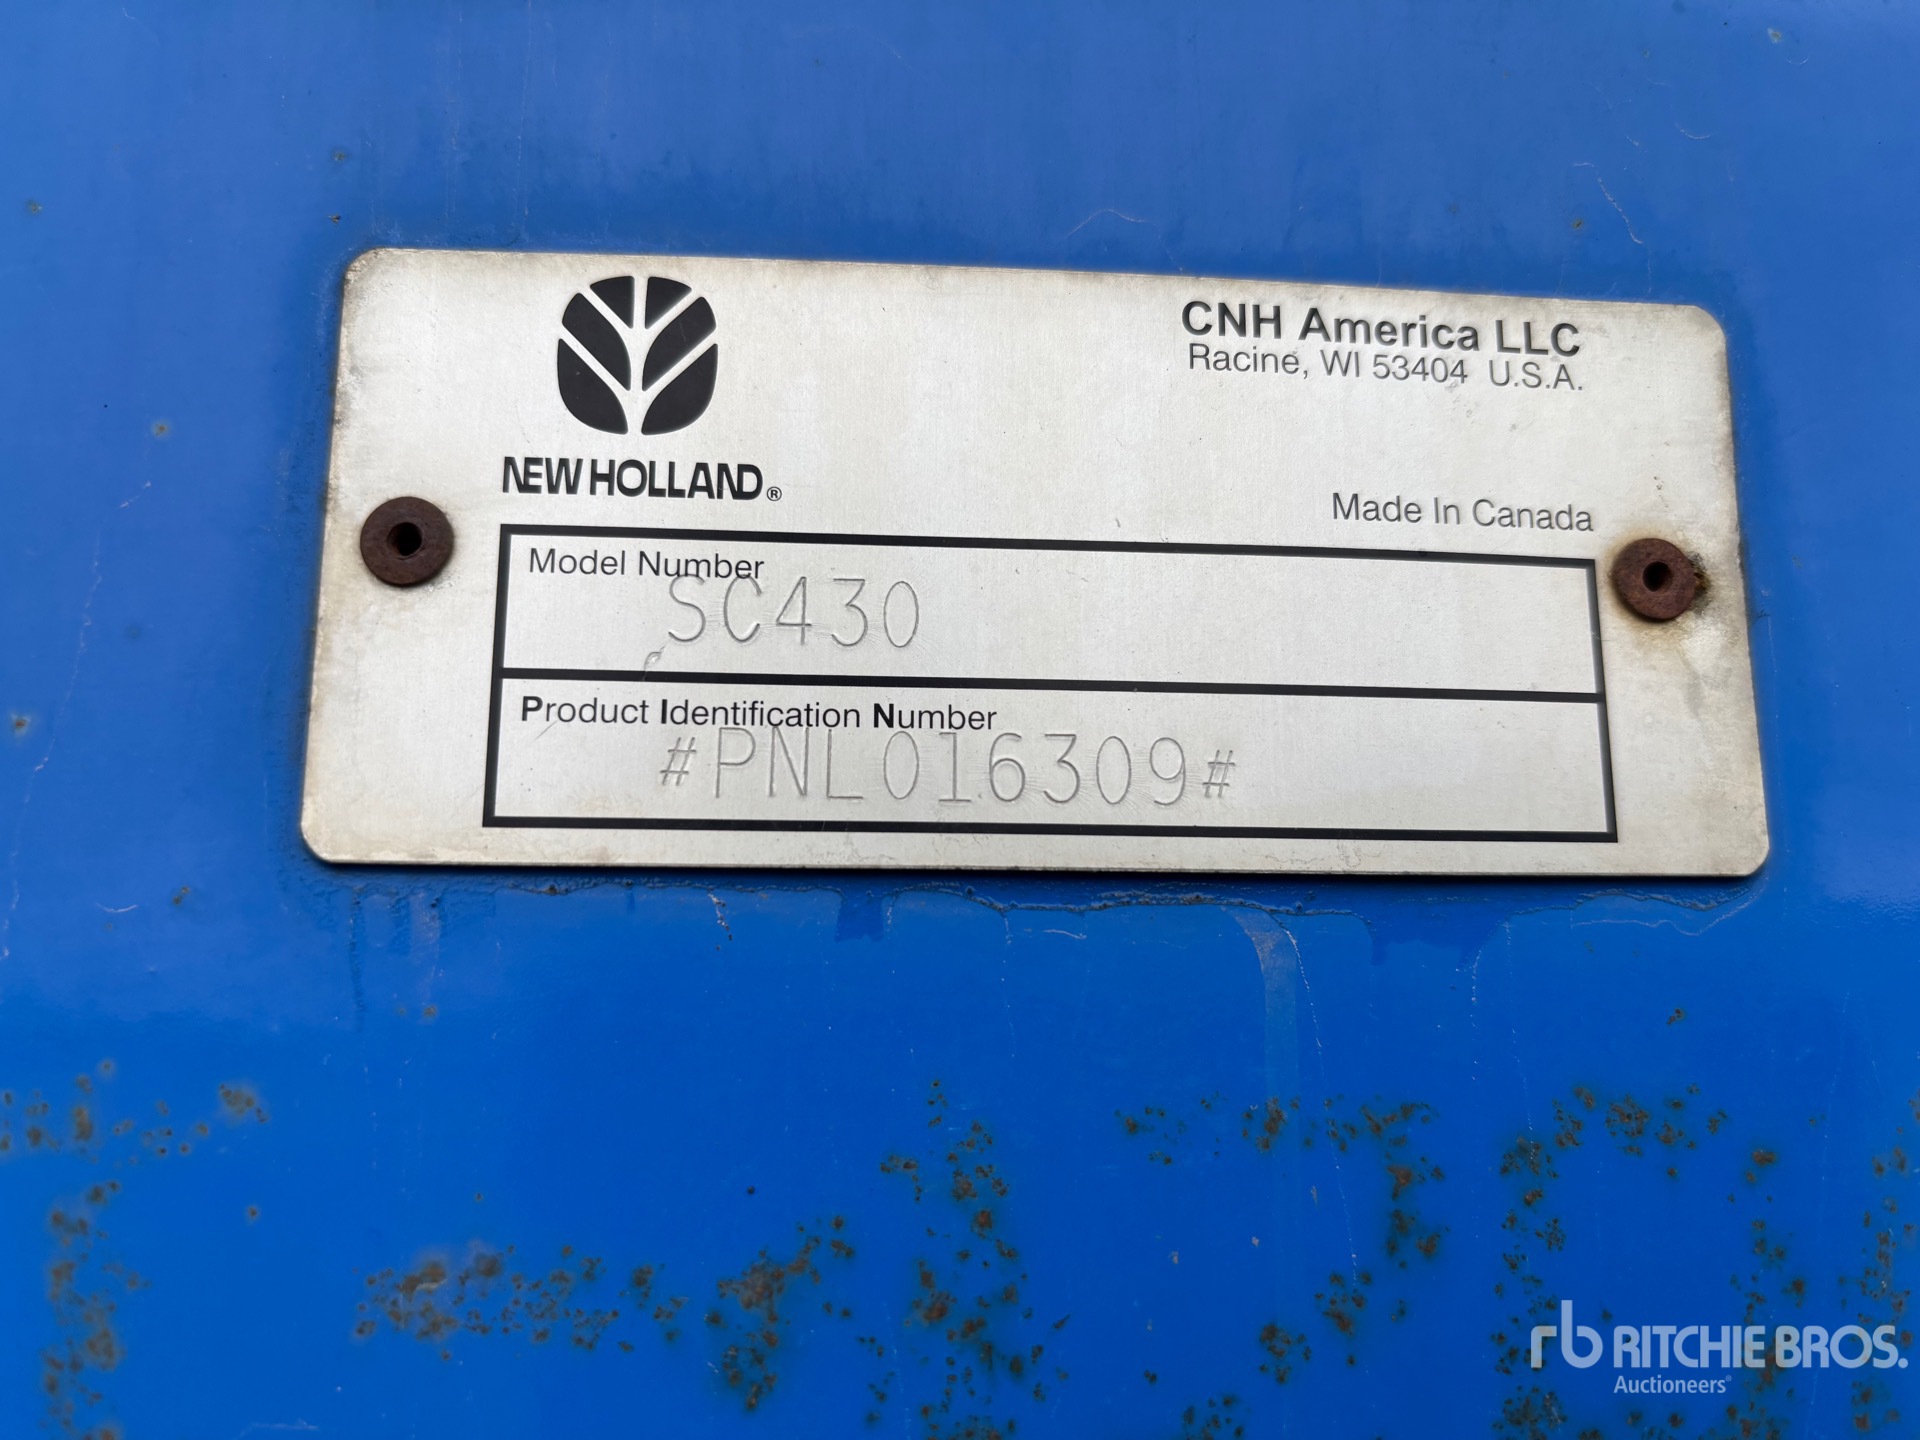 CNH America LLC
Racine, WI 53404 U.S.A.
NEW HOLLAND®
Made In Canada
Model Number
SC430
Product Identification Number
#PNL016309#
rb RITCHIE BROS.
Auctioneers®